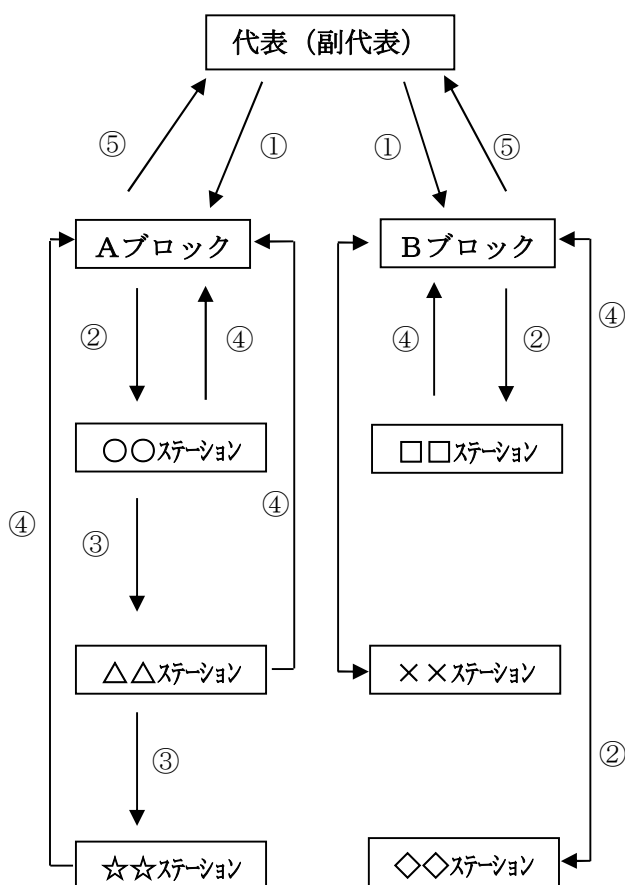 代表（副代表）
⑤
①
①
⑤
Aブロック
Bブロック
②
④
④
②
④
○○ステーション
□□ステーション
④
③
④
△△ステーション
××ステーション
③
②
☆☆ステーション
◇◇ステーション